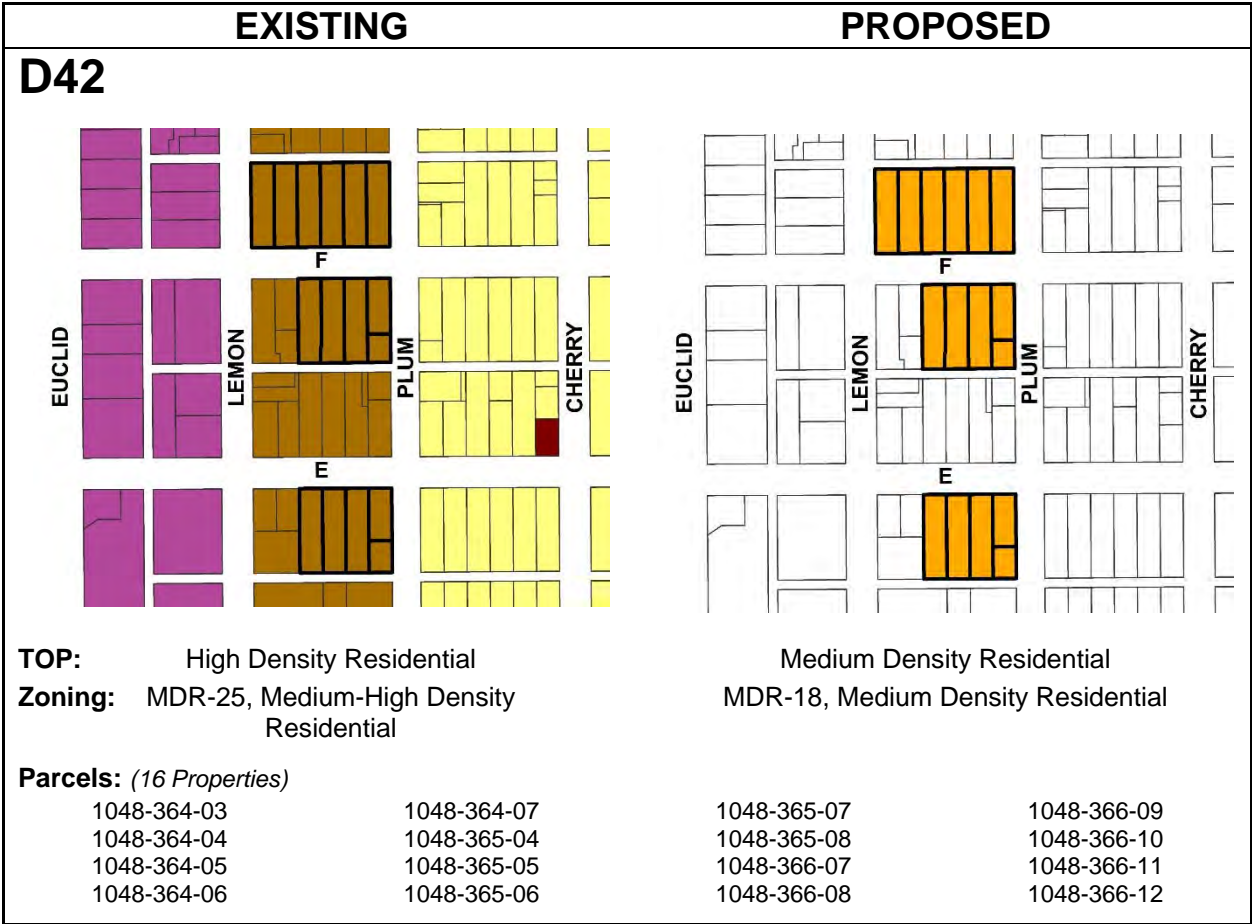 EXISTING PROPOSED
D42
F
EUCLID LEMON PLUM CHERRY
E
F
EUCLID LEMON PLUM CHERRY
E
TOP: High Density Residential Medium Density Residential
Zoning: MDR-25, Medium-High Density MDR-18, Medium Density Residential
Residential
Parcels: (16 Properties)
1048-364-03 1048-364-07 1048-365-07 1048-366-09
1048-364-04 1048-365-04 1048-365-08 1048-366-10
1048-364-05 1048-365-05 1048-366-07 1048-366-11
1048-364-06 1048-365-06 1048-366-08 1048-366-12